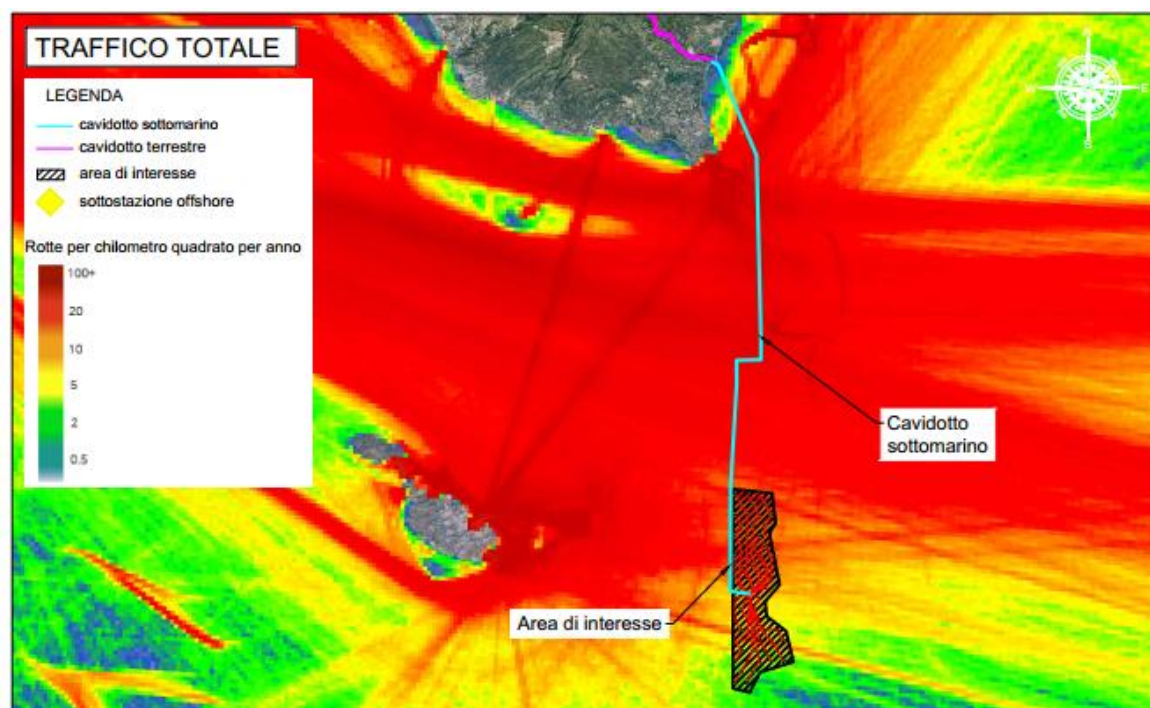 TRAFFICO TOTALE
LEGENDA
cavidotto sottomarino
cavidotto terrestre
area di interesse
sottostazione offshore
Rotte per chilometro quadrato per anno
100+
20
10
5
2
0.5
N
W
E
S
Cavidotto
sottomarino
Area di interesse